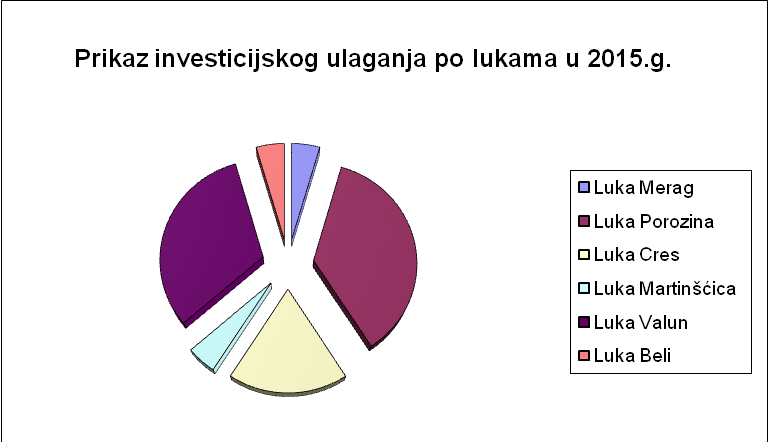 Prikaz investicijskog ulaganja po lukama u 2015.g.
Luka Merag
Luka Porozina
Luka Cres
Luka Martinšćica
Luka Valun
Luka Beli